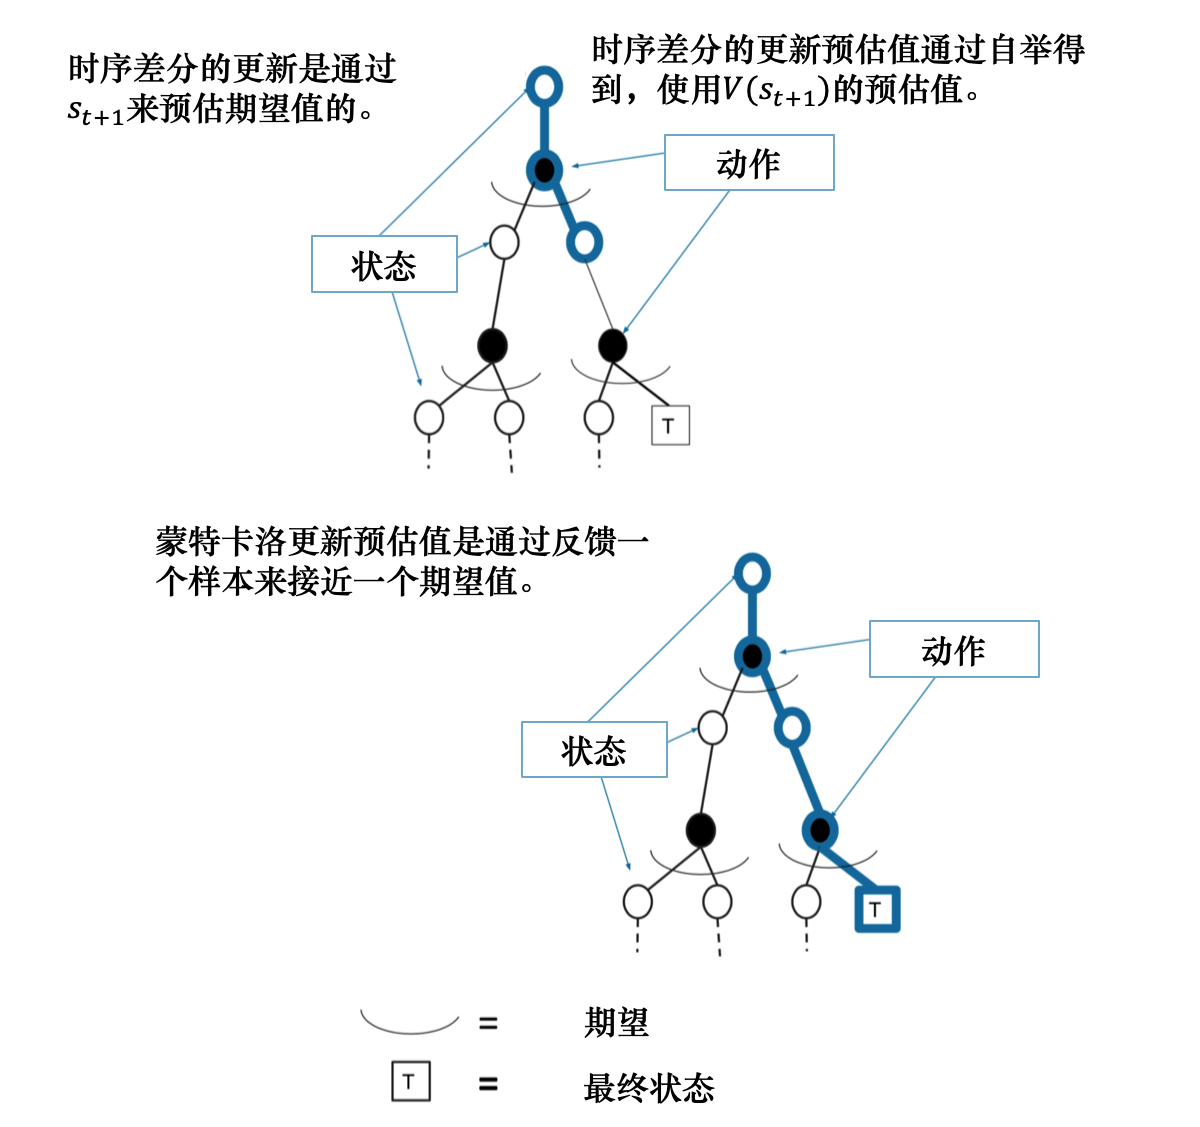 时序差分的更新是通过
s_{t+1}来预估期望值的。
时序差分的更新预估值通过自举得
到，使用V(s_{t+1})的预估值。
动作
状态
T
蒙特卡洛更新预估值是通过反馈一
个样本来接近一个期望值。
动作
状态
T
= 期望
T = 最终状态